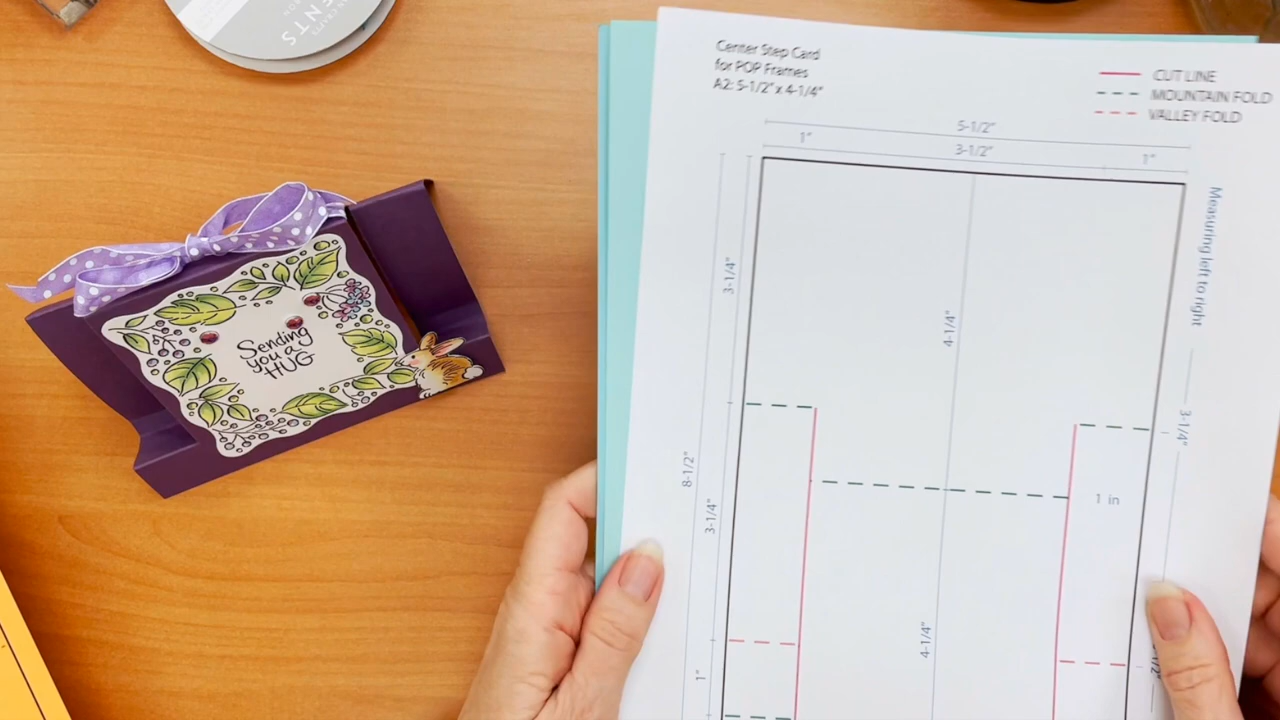 Center Step Card
for POP Frames
A2: 5-1/2" x 4-1/4"
CUT LINE
MOUNTAIN FOLD
VALLEY FOLD
5-1/2"
1"
3-1/2"
1"
Measuring left to right
3-1/4"
4-1/4"
3-1/4"
8-1/2"
3-1/4"
1 in
4-1/4"
1"
Sending
you a
HUG